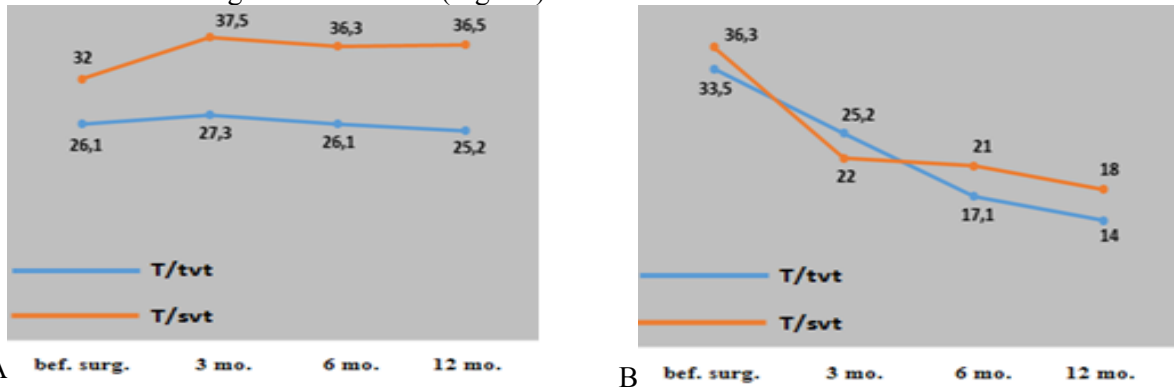 37,5
36,3
36,5
32
26,1
27,3
26,1
25,2
T/tvt
T/svt
bef. surg.
3 mo.
6 mo.
12 mo.
A
36,3
33,5
25,2
22
21
17,1
18
14
T/tvt
T/svt
bef. surg.
3 mo.
6 mo.
12 mo.
B